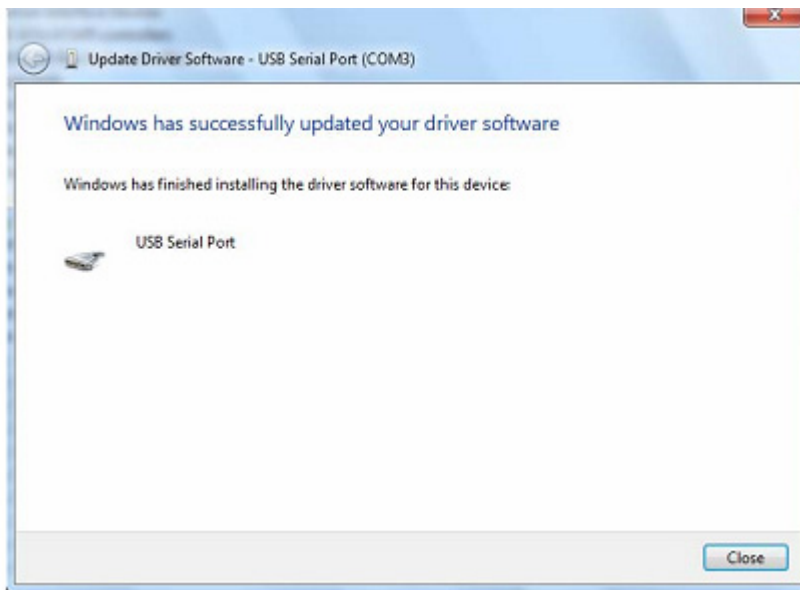 Update Driver Software - USB Serial Port (COM3)
Windows has successfully updated your driver software
Windows has finished installing the driver software for this device:
USB Serial Port
Close